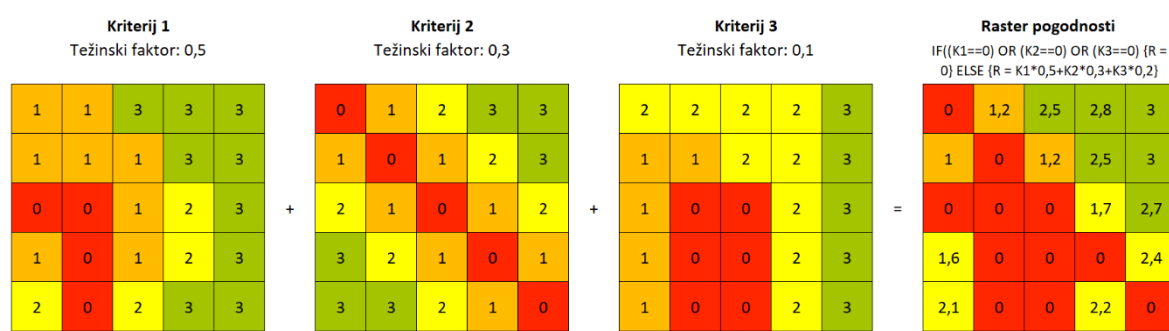 Kriterij 1
Težinski faktor: 0,5
Kriterij 2
Težinski faktor: 0,3
Kriterij 3
Težinski faktor: 0,1
Raster pogodnosti
IF((K1==0) OR (K2==0) OR (K3==0) {R =
0} ELSE {R = K1*0,5+K2*0,3+K3*0,2}
1 1 3 3 3
1 1 1 3 3
0 0 1 2 3
1 0 1 2 3
2 0 2 3 3
+
0 1 2 3 3
1 0 1 2 3
2 1 0 1 2
3 2 1 0 1
3 3 2 1 0
+
2 2 2 2 3
1 1 2 2 3
1 0 0 2 3
1 0 0 2 3
1 0 0 2 3
=
0 1,2 2,5 2,8 3
1 0 1,2 2,5 3
0 0 0 1,7 2,7
1,6 0 0 0 2,4
2,1 0 0 2,2 0